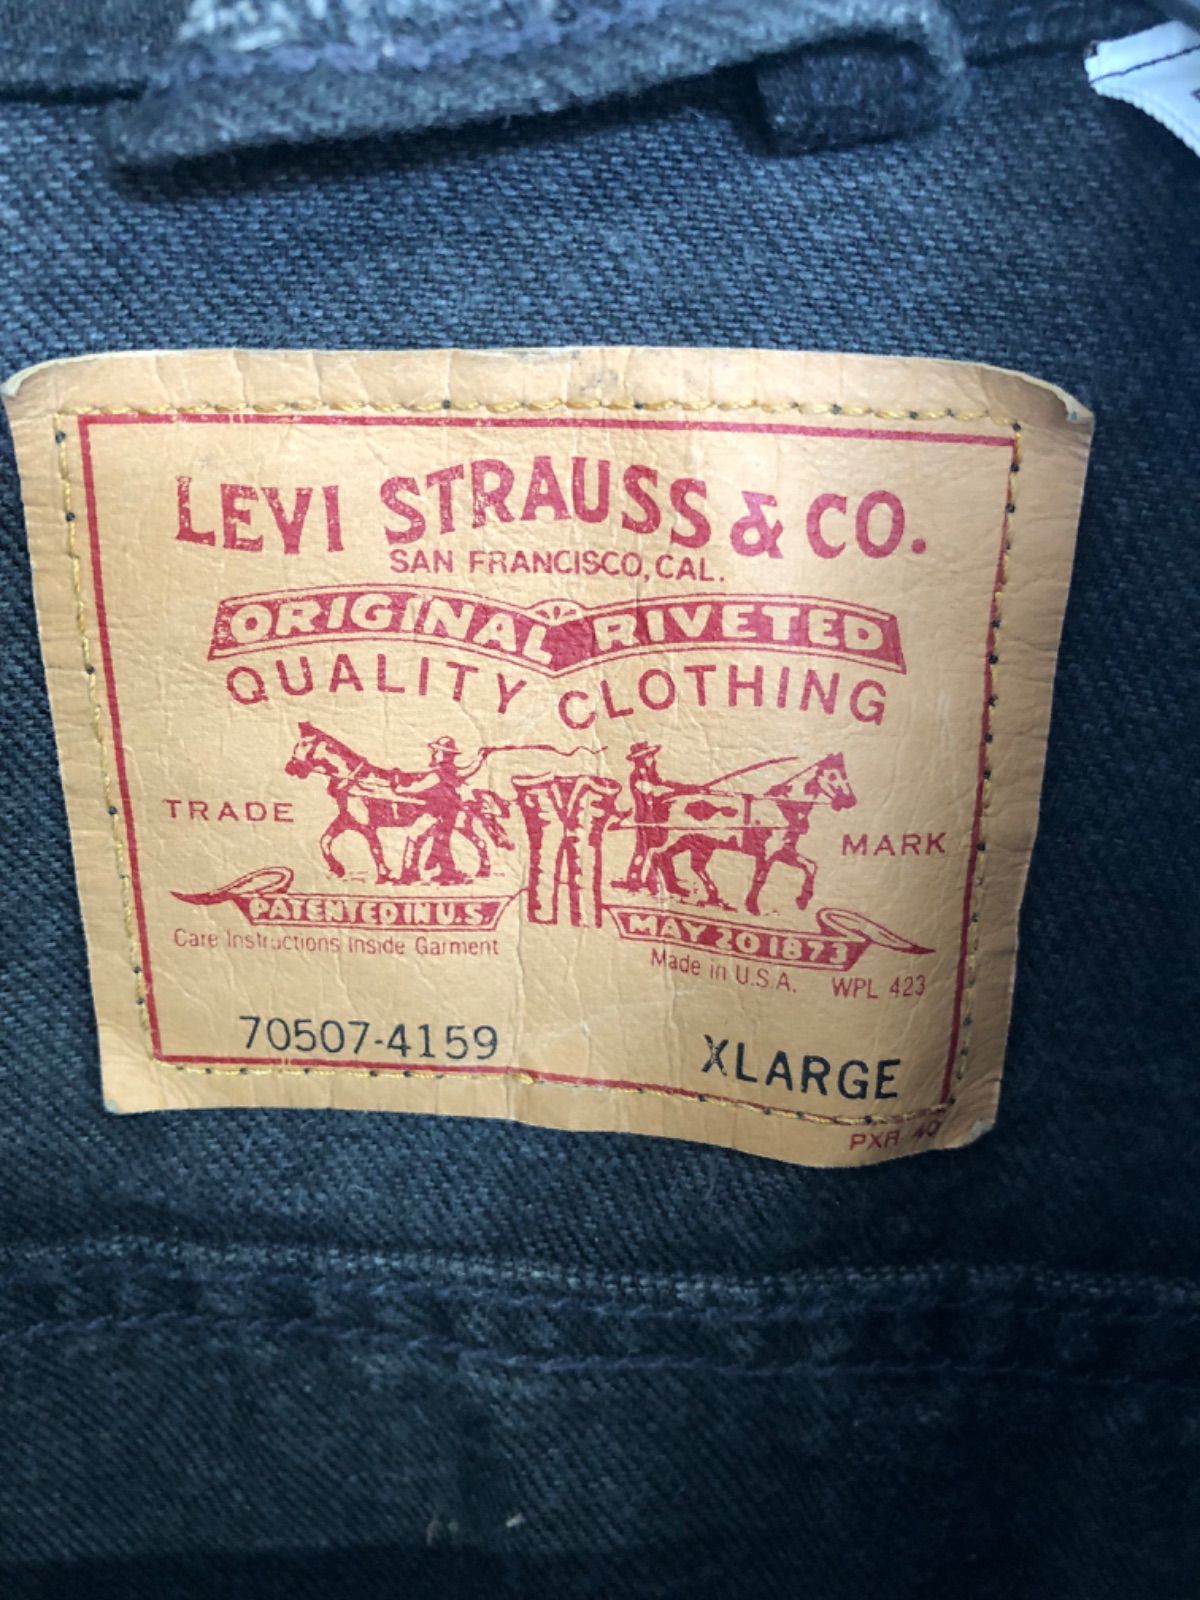 LEVI STRAUSS & CO.
SAN FRANCISCO, CAL.
ORIGINAL RIVETED
QUALITY CLOTHING
TRADE MARK
PATENTED IN U.S. MAY 20 1873
Care Instructions Inside Garment Made in U.S.A. WPL 423
70507-4159 XLARGE
PXR 40